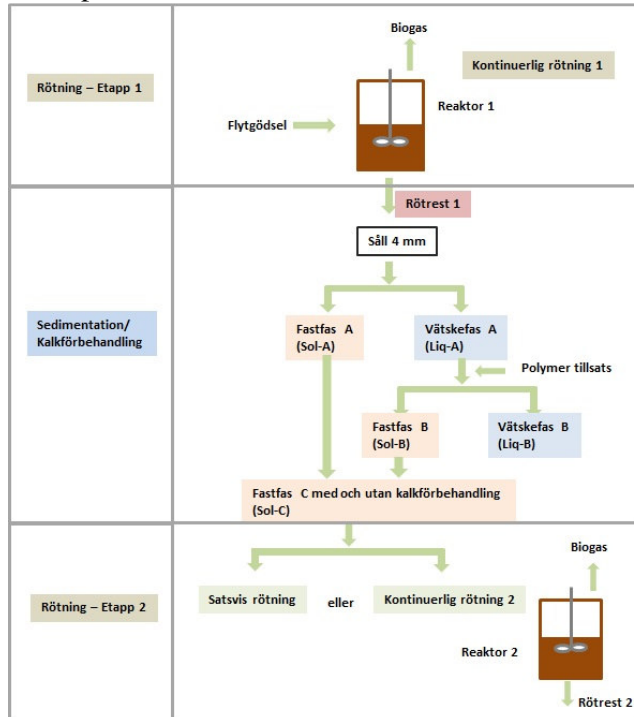 Biogas
Kontinuerlig rötning 1
Rötning – Etapp 1
Reaktor 1
Flytgödsel
Rötrest 1
Såll 4 mm
Sedimentation/
Kalkförbehandling
Fastfas A
(Sol-A)
Vätskefas A
(Liq-A)
Polymer tillsats
Fastfas B
(Sol-B)
Vätskefas B
(Liq-B)
Fastfas C med och utan kalkförbehandling
(Sol-C)
Biogas
Rötning – Etapp 2
Satsvis rötning
eller
Kontinuerlig rötning 2
Reaktor 2
Rötrest 2